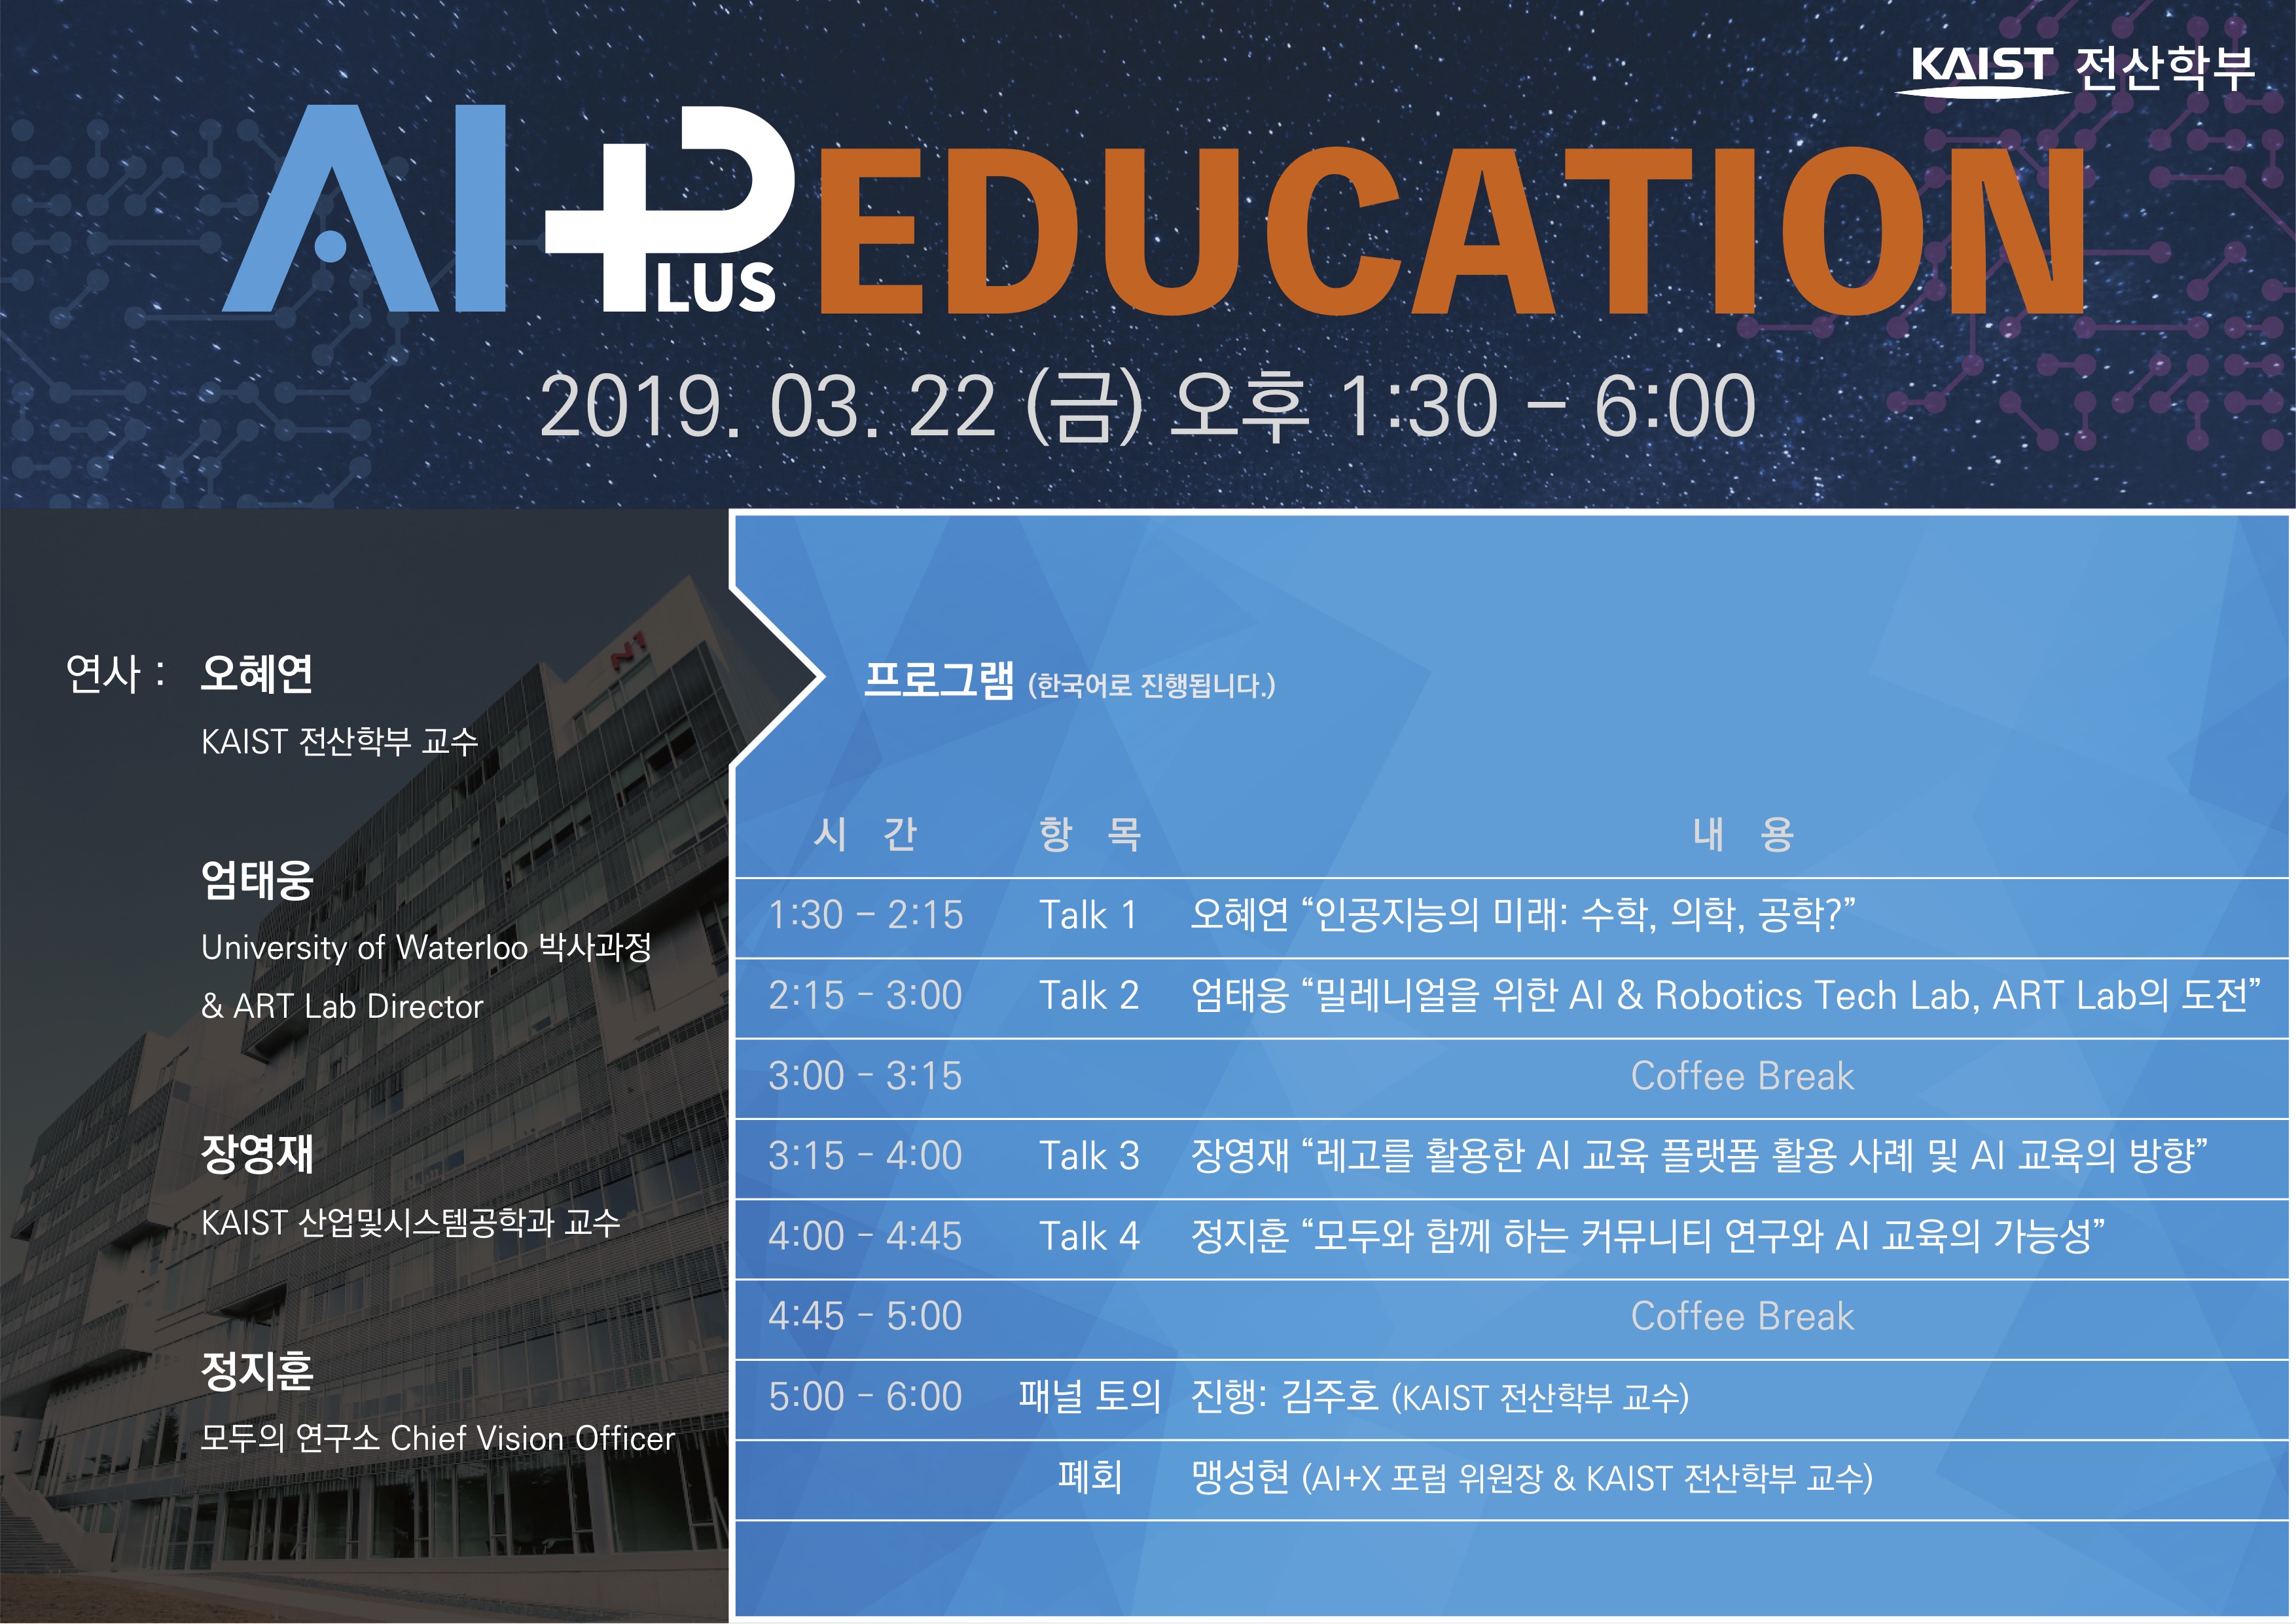 KAIST 전산학부
AI PLUS EDUCATION
2019. 03. 22 (금) 오후 1:30 - 6:00
연사 : 오혜연
KAIST 전산학부 교수
엄태웅
University of Waterloo 박사과정
& ART Lab Director
장영재
KAIST 산업및시스템공학과 교수
정지훈
모두의 연구소 Chief Vision Officer
N1
프로그램 (한국어로 진행됩니다.)
시 간 항 목 내 용
1:30 - 2:15 Talk 1 오혜연 “인공지능의 미래: 수학, 의학, 공학?”
2:15 - 3:00 Talk 2 엄태웅 “밀레니얼을 위한 AI & Robotics Tech Lab, ART Lab의 도전”
3:00 - 3:15 Coffee Break
3:15 - 4:00 Talk 3 장영재 “레고를 활용한 AI 교육 플랫폼 활용 사례 및 AI 교육의 방향”
4:00 - 4:45 Talk 4 정지훈 “모두와 함께 하는 커뮤니티 연구와 AI 교육의 가능성”
4:45 - 5:00 Coffee Break
5:00 - 6:00 패널 토의 진행: 김주호 (KAIST 전산학부 교수)
폐회 맹성현 (AI+X 포럼 위원장 & KAIST 전산학부 교수)